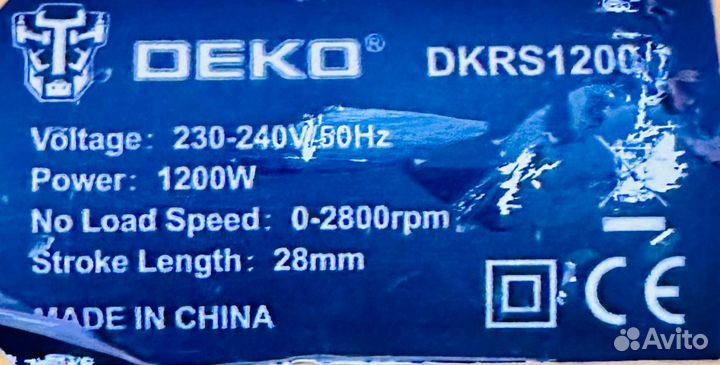 DEKO® DKRS1200
Voltage: 230-240V/50Hz
Power: 1200W
No Load Speed: 0-2800rpm
Stroke Length: 28mm
CE
MADE IN CHINA
Avito